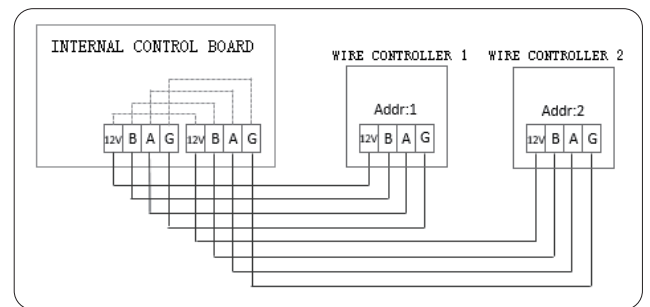 INTERNAL CONTROL BOARD
WIRE CONTROLLER 1
WIRE CONTROLLER 2
Addr:1
Addr:2
12V B A G 12V B A G
12V B A G
12V B A G